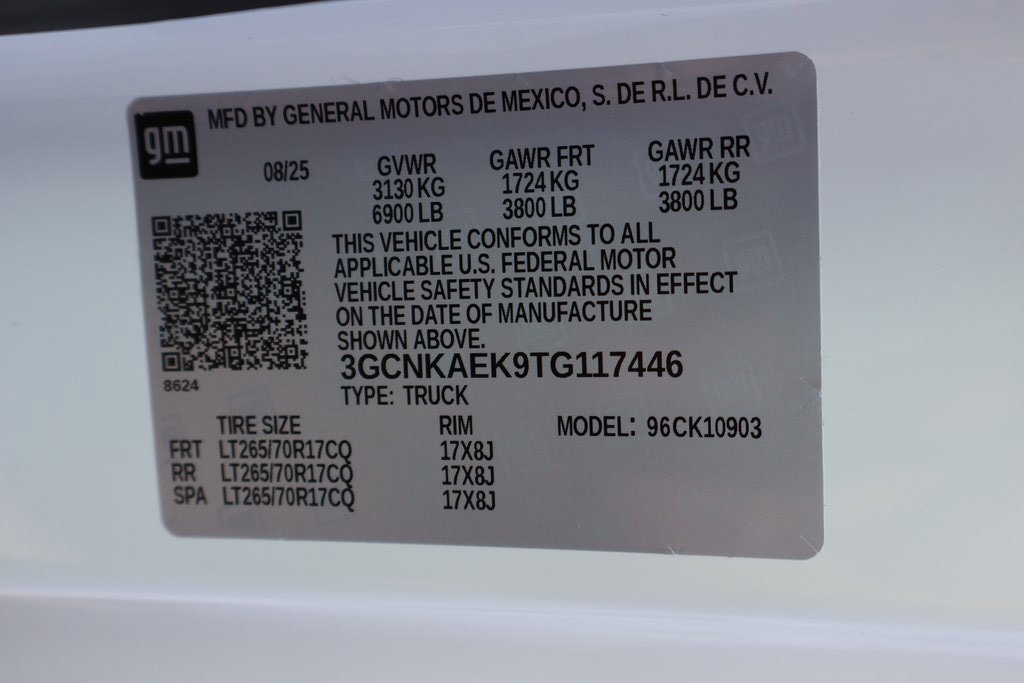 gm
MFD BY GENERAL MOTORS DE MEXICO, S. DE R.L. DE C.V.
08/25
GVWR GAWR FRT GAWR RR
3130 KG 1724 KG 1724 KG
6900 LB 3800 LB 3800 LB
THIS VEHICLE CONFORMS TO ALL
APPLICABLE U.S. FEDERAL MOTOR
VEHICLE SAFETY STANDARDS IN EFFECT
ON THE DATE OF MANUFACTURE
SHOWN ABOVE.
3GCNKAEK9TG117446
8624
TYPE: TRUCK
TIRE SIZE RIM MODEL: 96CK10903
FRT LT265/70R17CQ 17X8J
RR LT265/70R17CQ 17X8J
SPA LT265/70R17CQ 17X8J